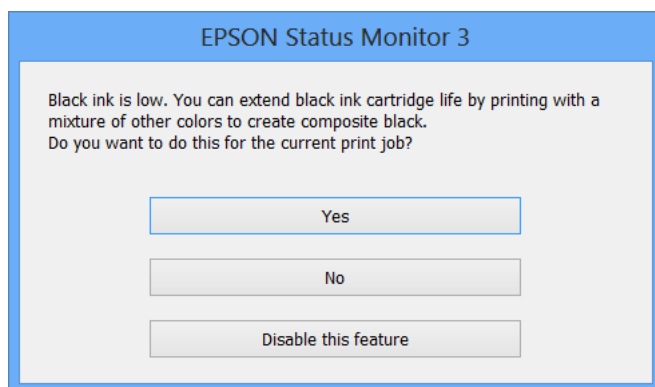 EPSON Status Monitor 3
Black ink is low. You can extend black ink cartridge life by printing with a
mixture of other colors to create composite black.
Do you want to do this for the current print job?
Yes
No
Disable this feature